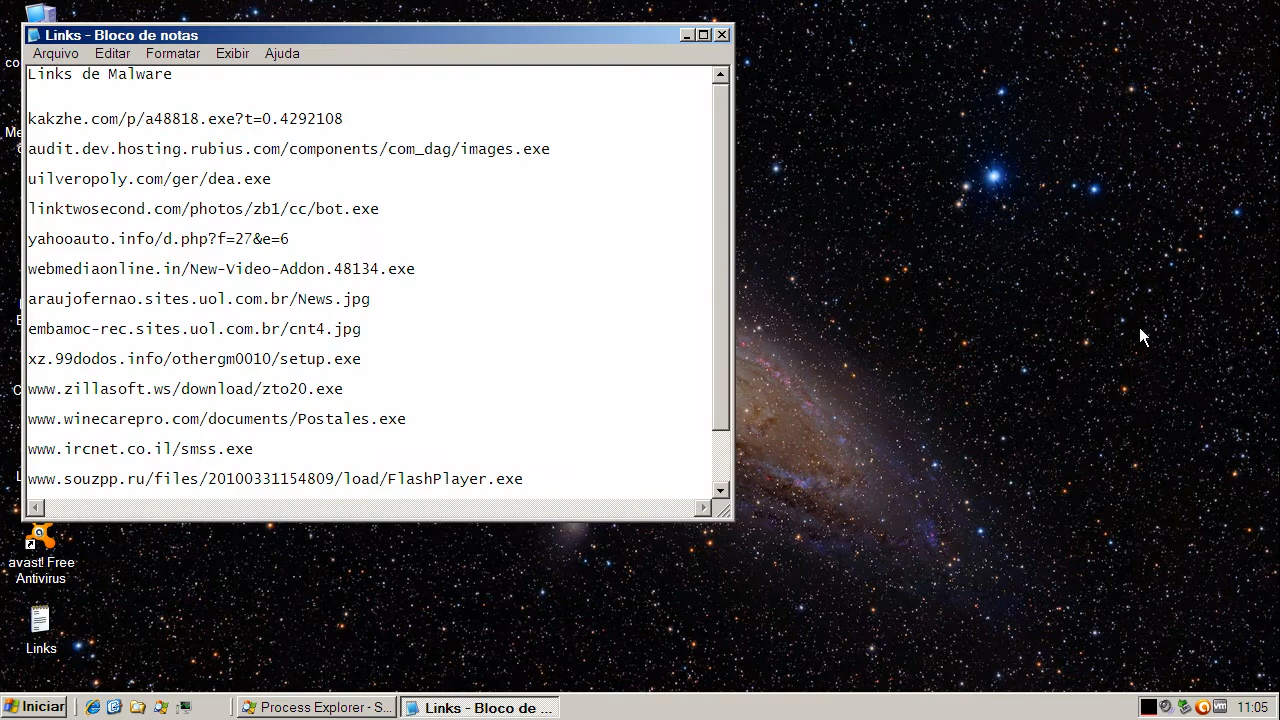 Links - Bloco de notas
Arquivo Editar Formatar Exibir Ajuda
Links de Malware
kakzhe.com/p/a48818.exe?t=0.4292108
audit.dev.hosting.rubius.com/components/com_dag/images.exe
uilveropoly.com/ger/dea.exe
linktwosecond.com/photos/zb1/cc/bot.exe
yahooauto.info/d.php?f=27&e=6
webmediaonline.in/New-Video-Addon.48134.exe
araujofernao.sites.uol.com.br/News.jpg
embamoc-rec.sites.uol.com.br/cnt4.jpg
xz.99dodos.info/othergm0010/setup.exe
www.zillasoft.ws/download/zto20.exe
www.winecarepro.com/documents/Postales.exe
www.ircnet.co.il/smss.exe
www.souzpp.ru/files/20100331154809/load/FlashPlayer.exe
avast! Free
Antivirus
Links
Iniciar Process Explorer - S... Links - Bloco de ... 11:05